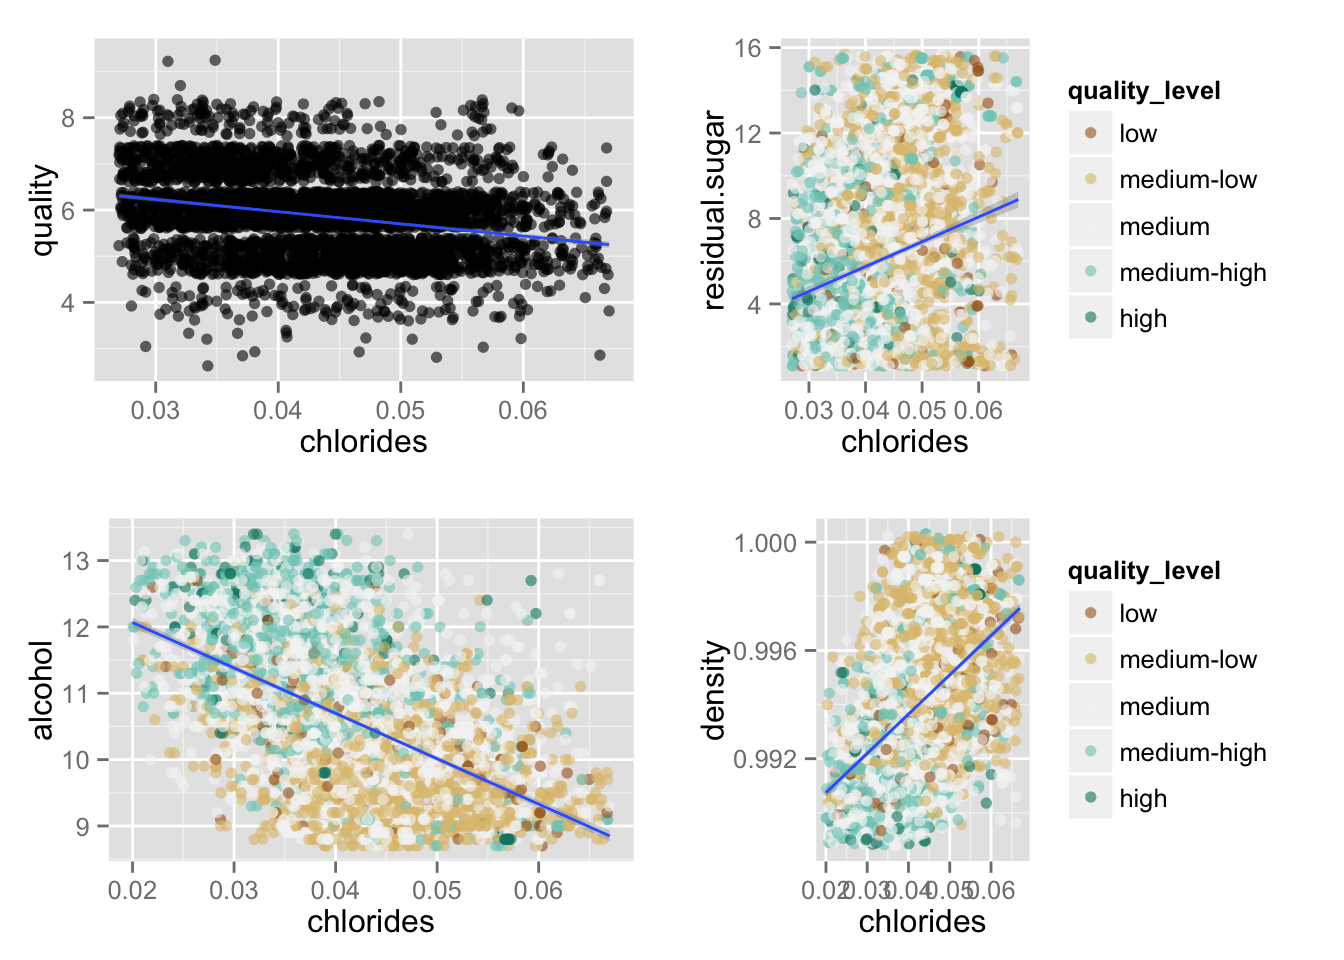 quality
8
6
4
0.03 0.04 0.05 0.06
chlorides
residual.sugar
16
12
8
4
0.03 0.04 0.05 0.06
chlorides
quality_level
low
medium-low
medium
medium-high
high
alcohol
13
12
11
10
9
0.02 0.03 0.04 0.05 0.06
chlorides
density
1.000
0.996
0.992
0.02 0.03 0.04 0.05 0.06
chlorides
quality_level
low
medium-low
medium
medium-high
high